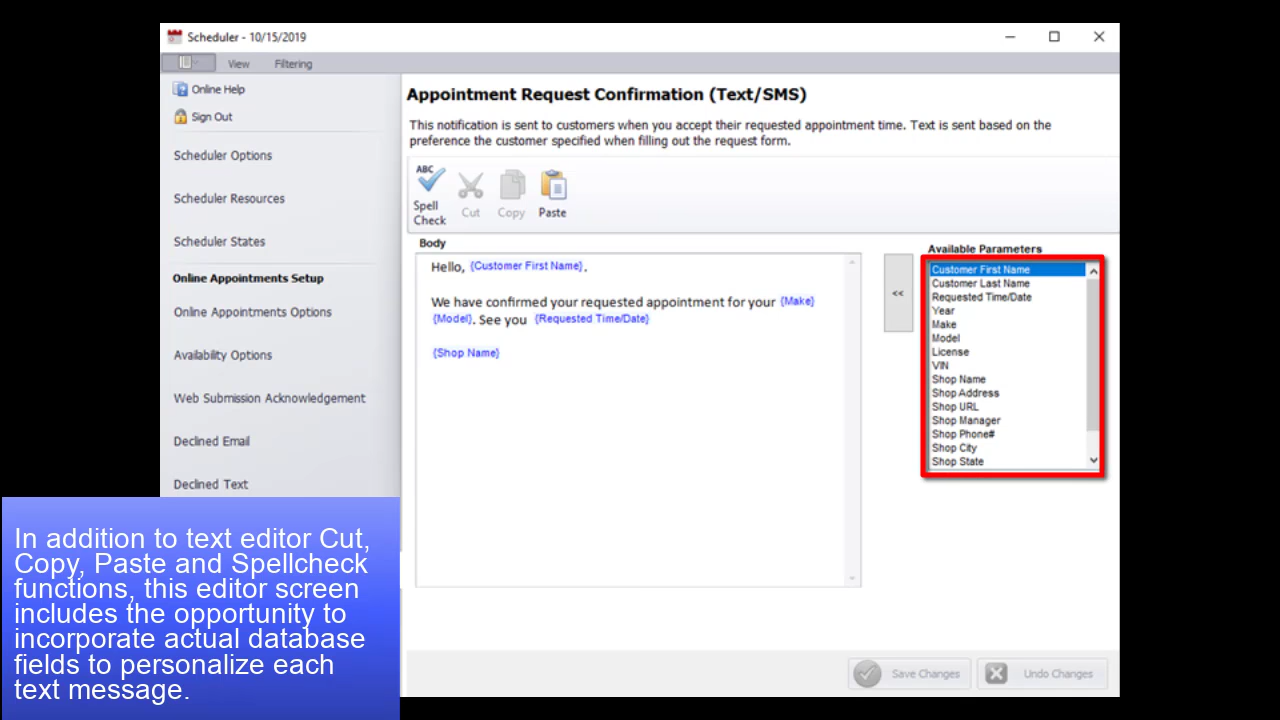 Scheduler - 10/15/2019
View Filtering
Online Help
Sign Out
Scheduler Options
Scheduler Resources
Scheduler States
Online Appointments Setup
Online Appointments Options
Availability Options
Web Submission Acknowledgement
Declined Email
Declined Text
Appointment Request Confirmation (Text/SMS)
This notification is sent to customers when you accept their requested appointment time. Text is sent based on the
preference the customer specified when filling out the request form.
ABC
Spell
Check
Cut
Copy
Paste
Body
Hello, {Customer First Name}.
We have confirmed your requested appointment for your {Make}
{Model}. See you {Requested Time/Date}
{Shop Name}
<<
Available Parameters
Customer First Name
Customer Last Name
Requested Time/Date
Year
Make
Model
License
VIN
Shop Name
Shop Address
Shop URL
Shop Manager
Shop Phone#
Shop City
Shop State
Save Changes
Undo Changes
In addition to text editor Cut,
Copy, Paste and Spellcheck
functions, this editor screen
includes the opportunity to
incorporate actual database
fields to personalize each
text message.